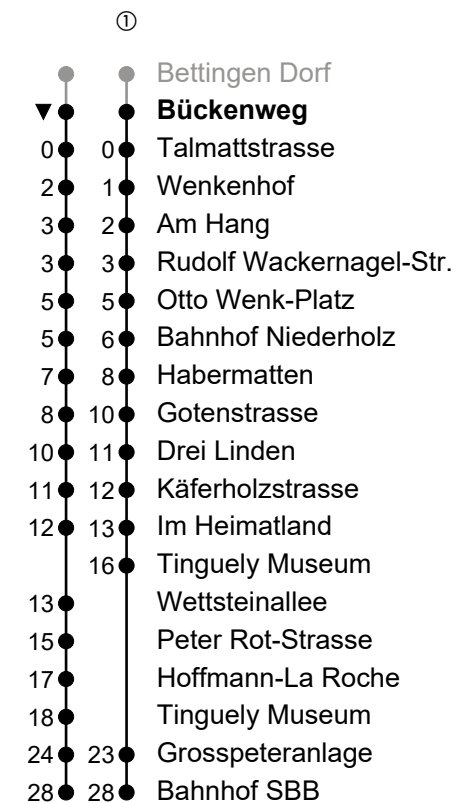 ①
Bettingen Dorf
▼ Bückenweg
0 0 Talmattstrasse
2 1 Wenkenhof
3 2 Am Hang
3 3 Rudolf Wackernagel-Str.
5 5 Otto Wenk-Platz
5 6 Bahnhof Niederholz
7 8 Habermatten
8 10 Gotenstrasse
10 11 Drei Linden
11 12 Käferholzstrasse
12 13 Im Heimatland
16 Tinguely Museum
13 Wettsteinallee
15 Peter Rot-Strasse
17 Hoffmann-La Roche
18 Tinguely Museum
24 23 Grosspeteranlage
28 28 Bahnhof SBB